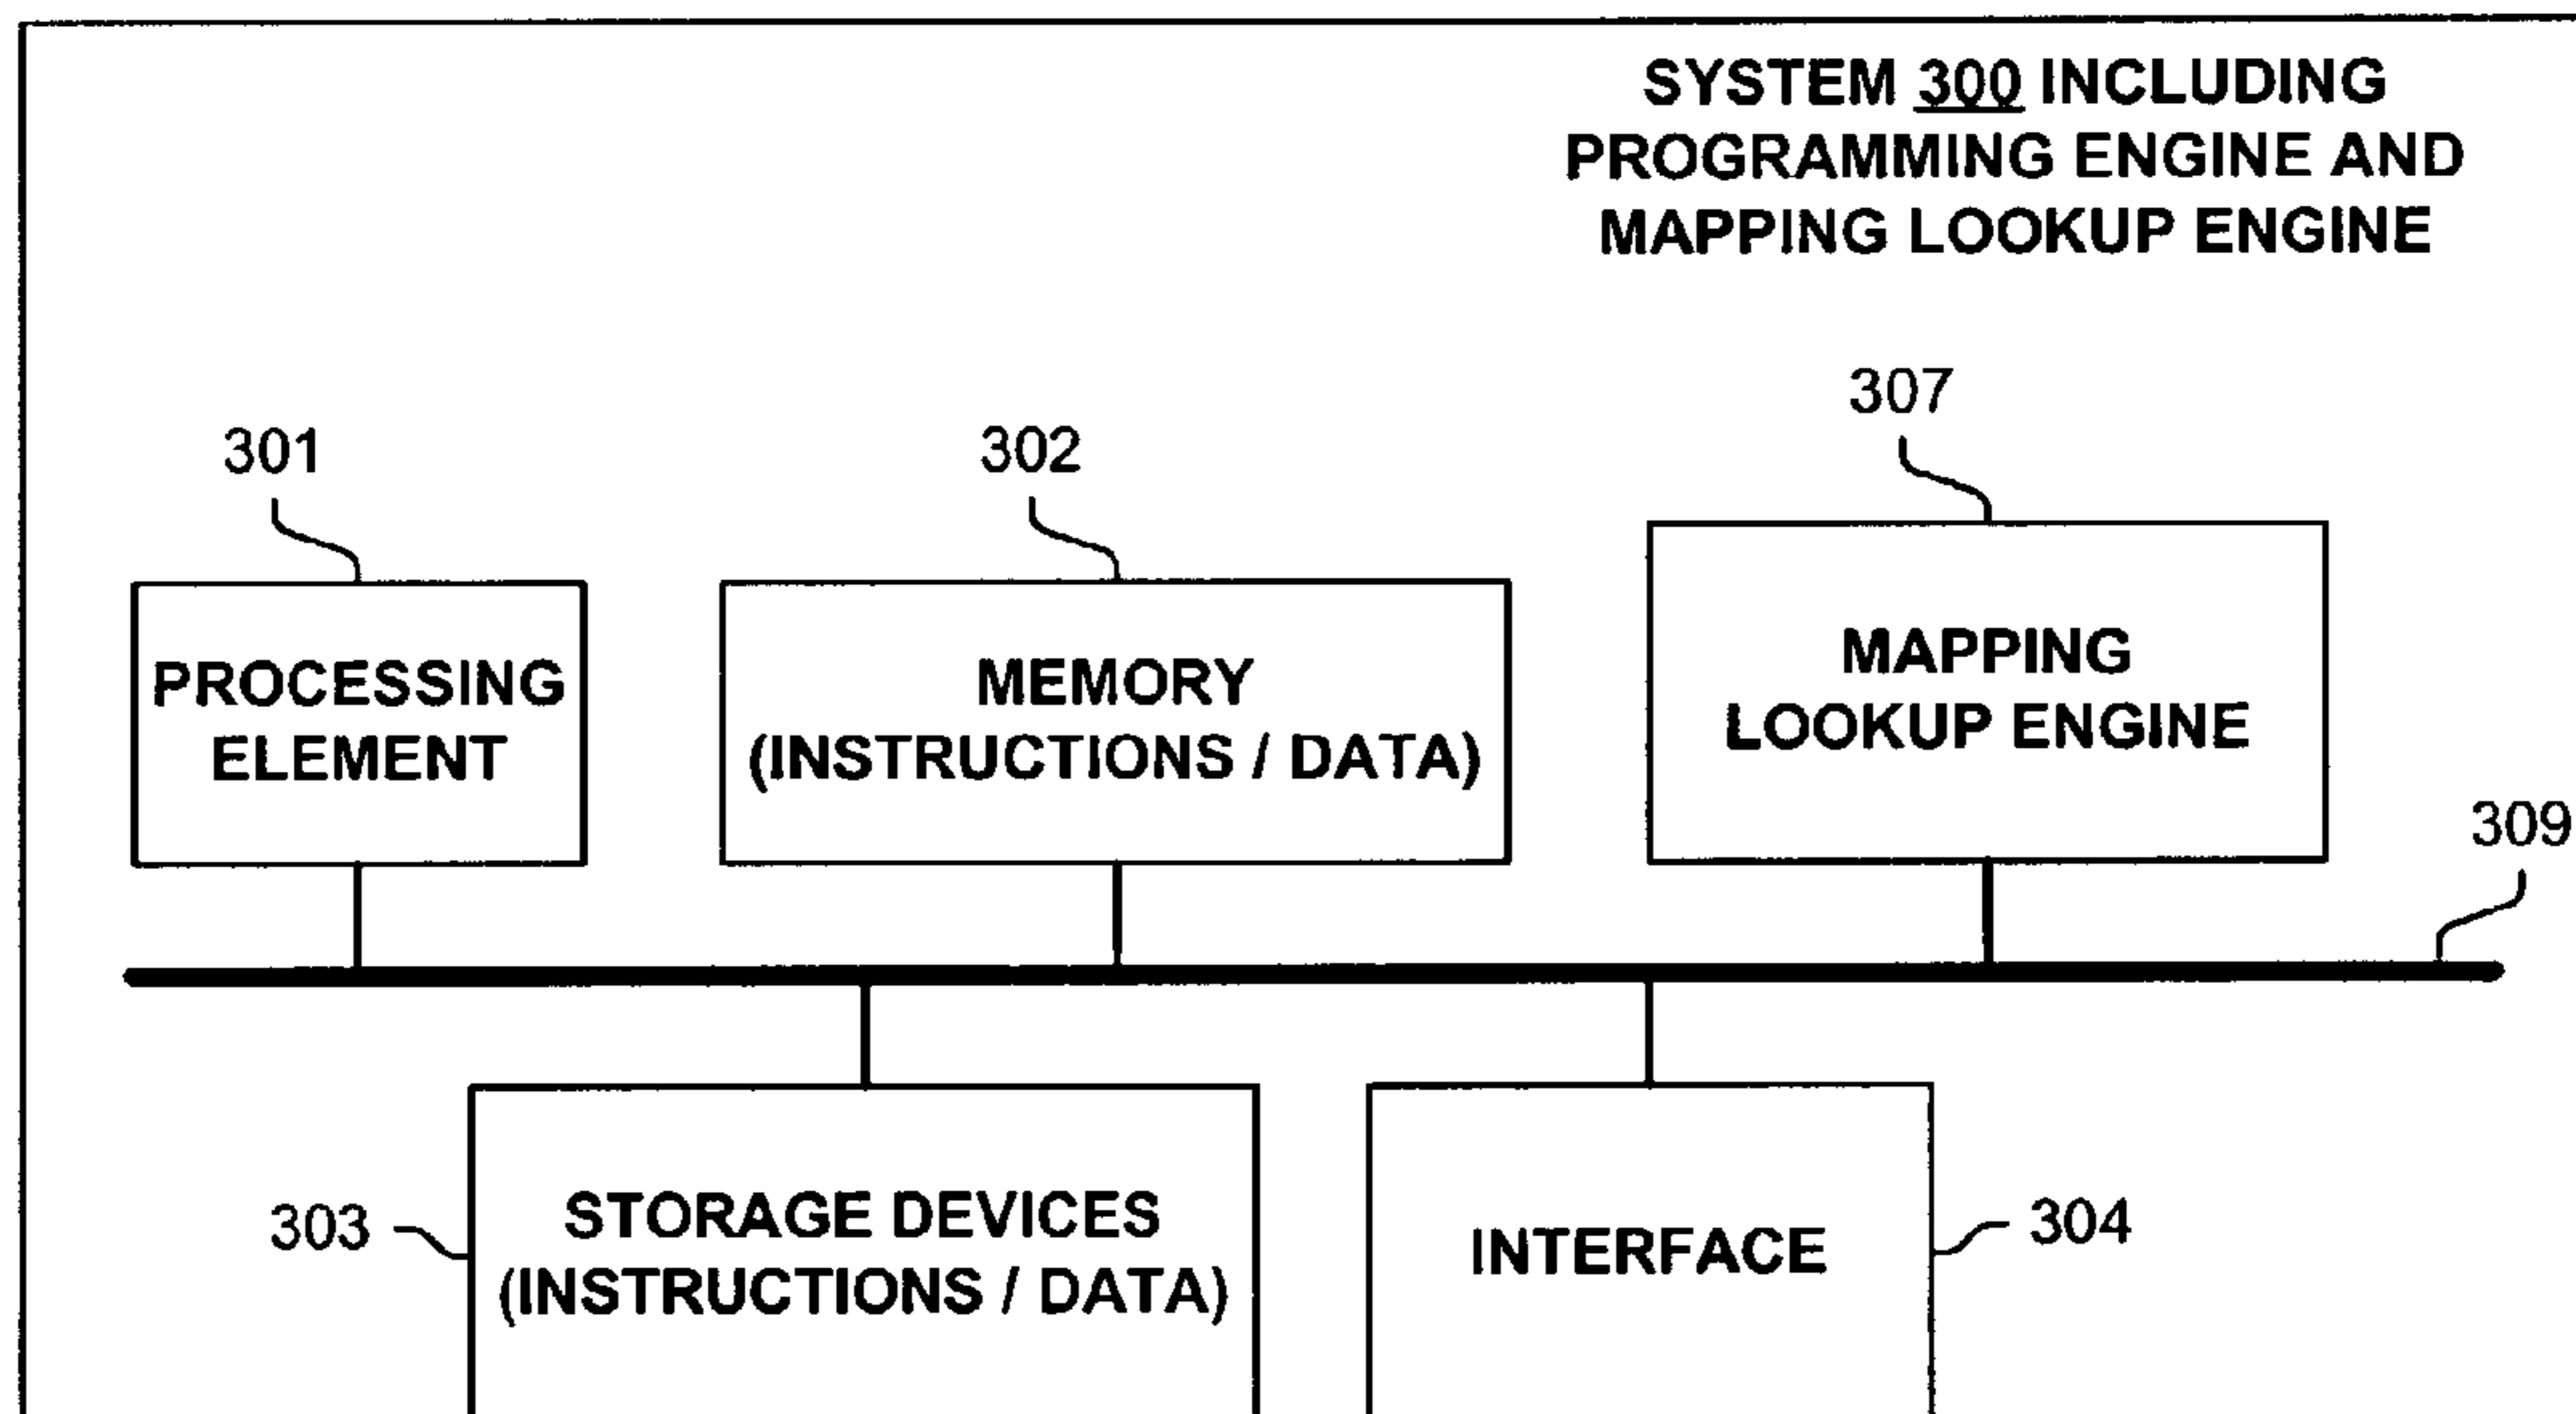 SYSTEM 300 INCLUDING
PROGRAMMING ENGINE AND
MAPPING LOOKUP ENGINE
307
301
302
MAPPING
LOOKUP ENGINE
PROCESSING
ELEMENT
MEMORY
(INSTRUCTIONS / DATA)
309
STORAGE DEVICES
(INSTRUCTIONS / DATA)
303
INTERFACE
304